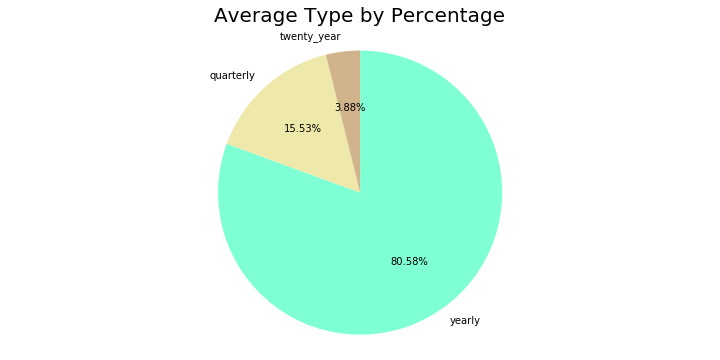 Average Type by Percentage
twenty_year
quarterly
3.88%
15.53%
80.58%
yearly